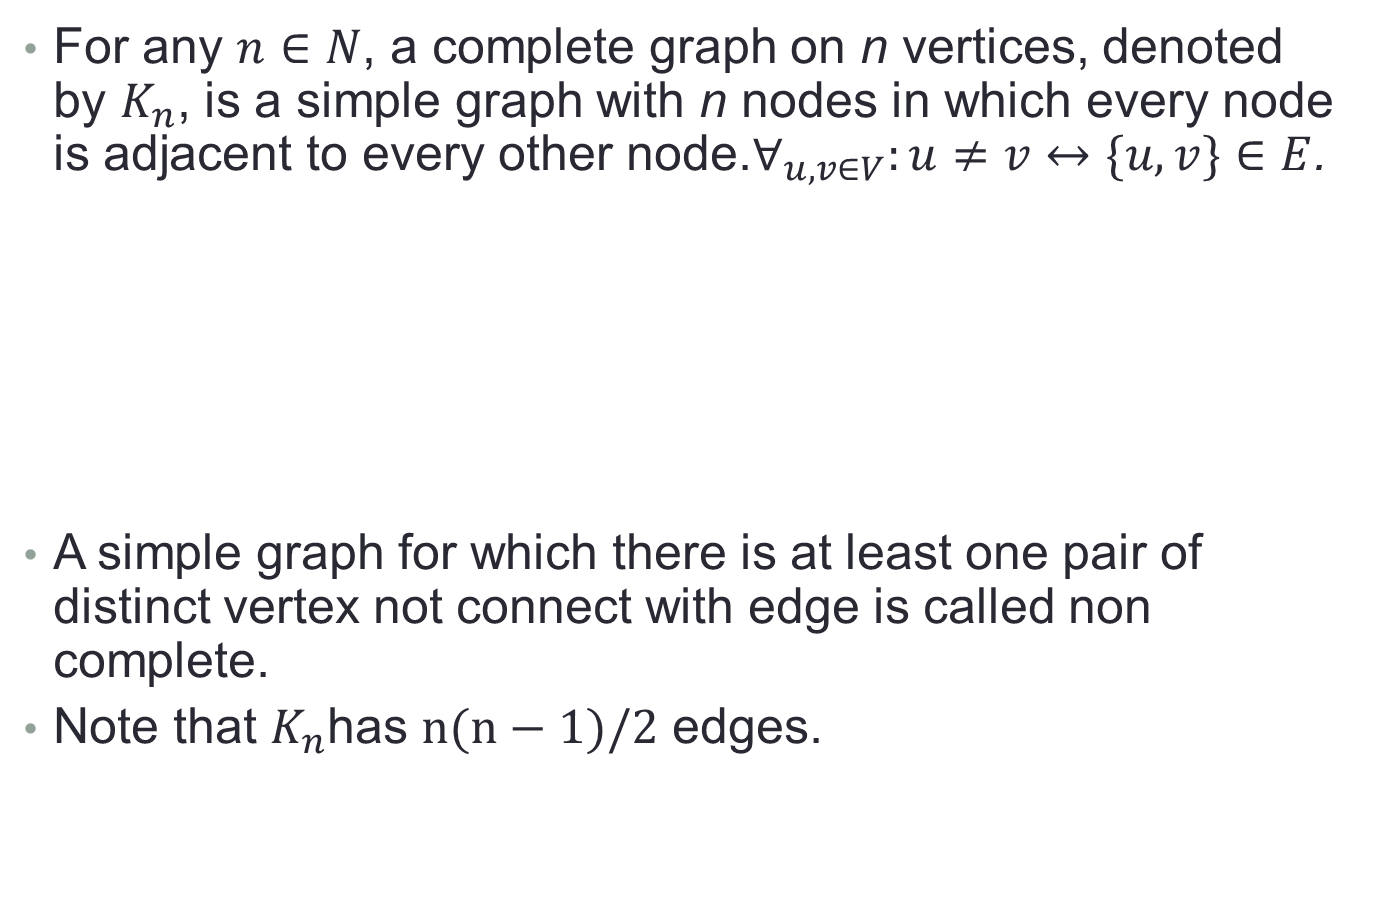 • For any 𝑛 ∈ 𝑁, a complete graph on n vertices, denoted
by 𝐾ₙ, is a simple graph with n nodes in which every node
is adjacent to every other node.∀𝑢,𝑣∈𝑉: 𝑢 ≠ 𝑣 ↔ {𝑢, 𝑣} ∈ 𝐸.
• A simple graph for which there is at least one pair of
distinct vertex not connect with edge is called non
complete.
• Note that 𝐾ₙhas n(n − 1)/2 edges.